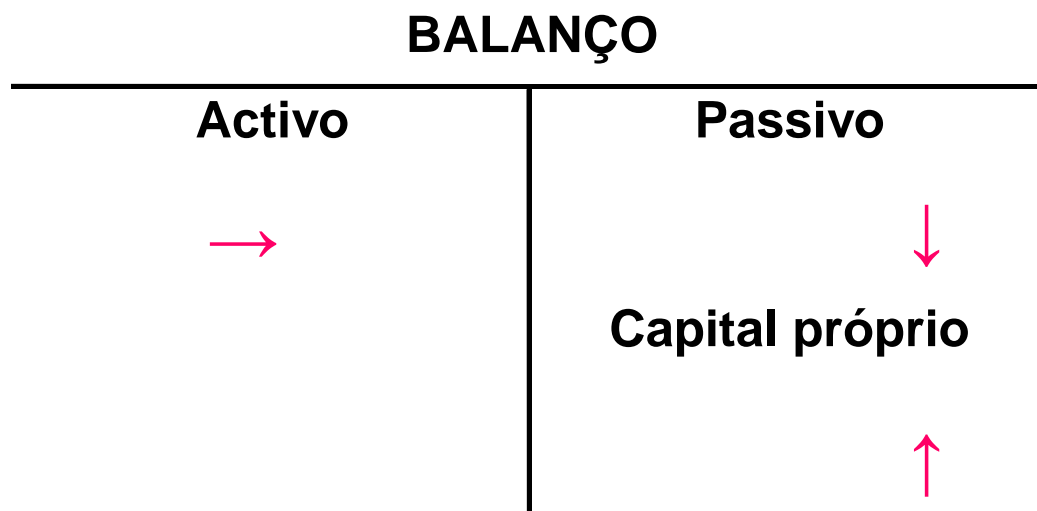 BALANÇO
Activo
Passivo
→
↓
Capital próprio
↑